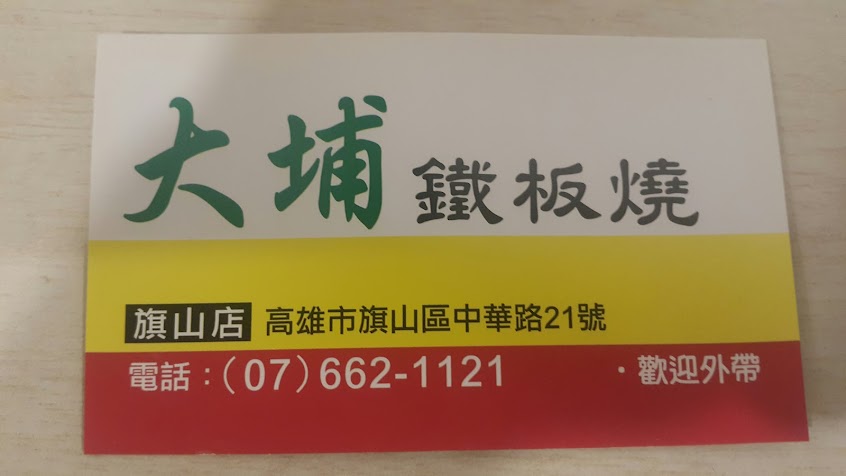 大埔 鐵板燒
旗山店 高雄市旗山區中華路21號
電話：(07)662-1121 ・歡迎外帶